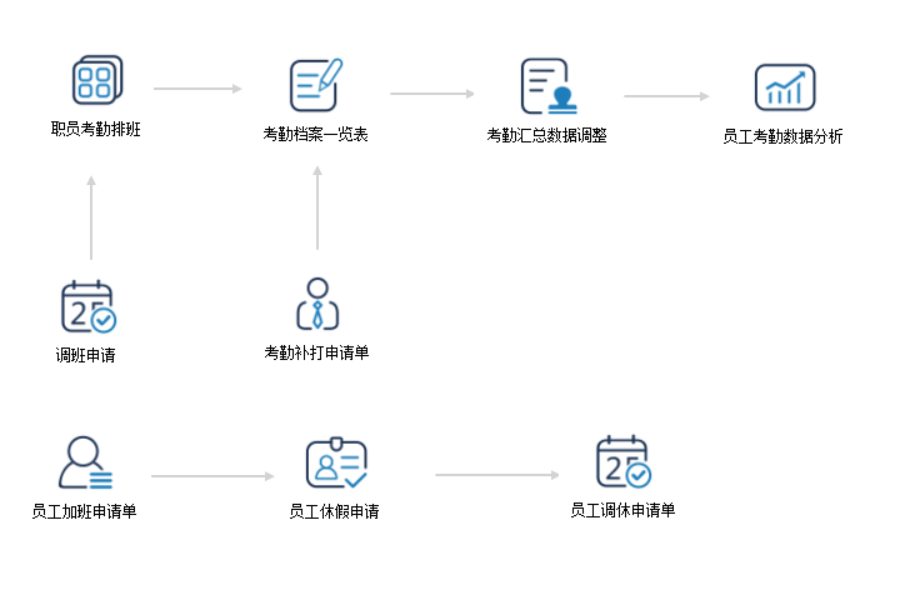 职员考勤排班
考勤档案一览表
考勤汇总数据调整
员工考勤数据分析
25
调班申请
考勤补打申请单
25
员工加班申请单
员工休假申请
员工调休申请单